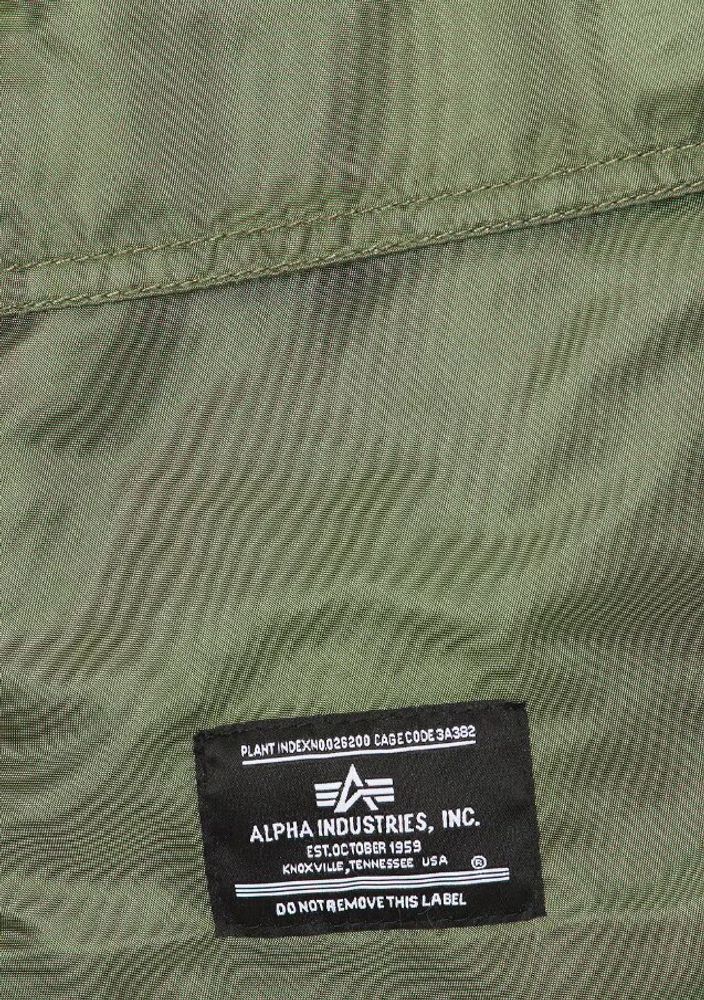 PLANT INDEXNO.026200 CAGE CODE 3A382
ALPHA INDUSTRIES, INC.
EST.OCTOBER 1959
KNOXVILLE, TENNESSEE USA ®
DO NOT REMOVE THIS LABEL